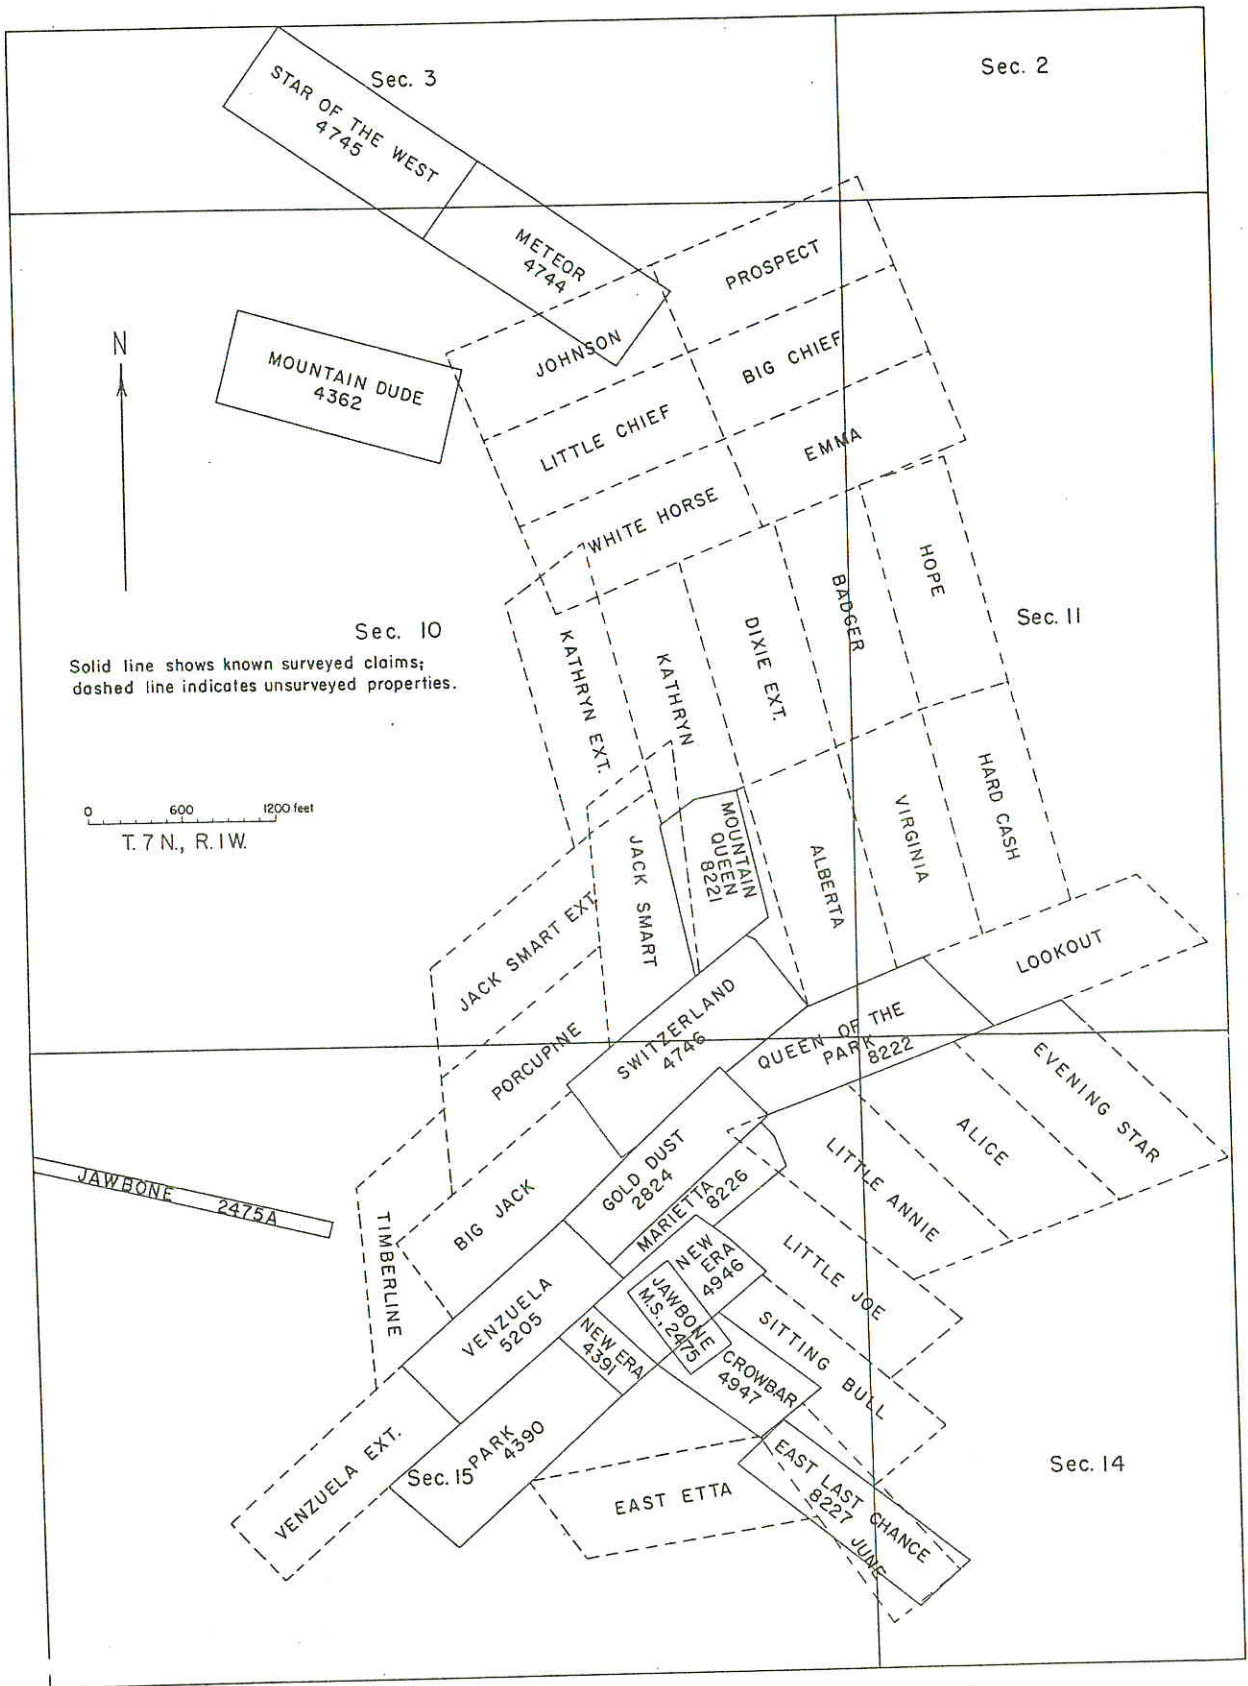 Sec. 3
Sec. 2
STAR OF THE WEST
4745
METEOR
4744
PROSPECT
N
JOHNSON
BIG CHIEF
MOUNTAIN DUDE
4362
LITTLE CHIEF
EMMA
WHITE HORSE
HOPE
BADGER
Sec. 10
Sec. 11
Solid line shows known surveyed claims;
dashed line indicates unsurveyed properties.
KATHRYN EXT.
KATHRYN
DIXIE EXT.
0 600 1200 feet
T. 7 N., R. 1 W.
HARD CASH
VIRGINIA
MOUNTAIN
QUEEN
8221
JACK SMART
ALBERTA
JACK SMART EXT.
LOOKOUT
SWITZERLAND
4746
QUEEN OF THE
PARK 8222
PORCUPINE
EVENING STAR
ALICE
GOLD DUST
2824
LITTLE ANNIE
JAWBONE 2475A
BIG JACK
MARIETTA
8226
TIMBERLINE
NEW
ERA
4946
LITTLE JOE
VENZUELA
5205
JAWBONE
M.S., 2475
NEW ERA
4391
SITTING BULL
CROWBAR
4947
VENZUELA EXT.
PARK
4390
Sec. 15
Sec. 14
EAST ETTA
EAST LAST CHANCE
8227
JUNE